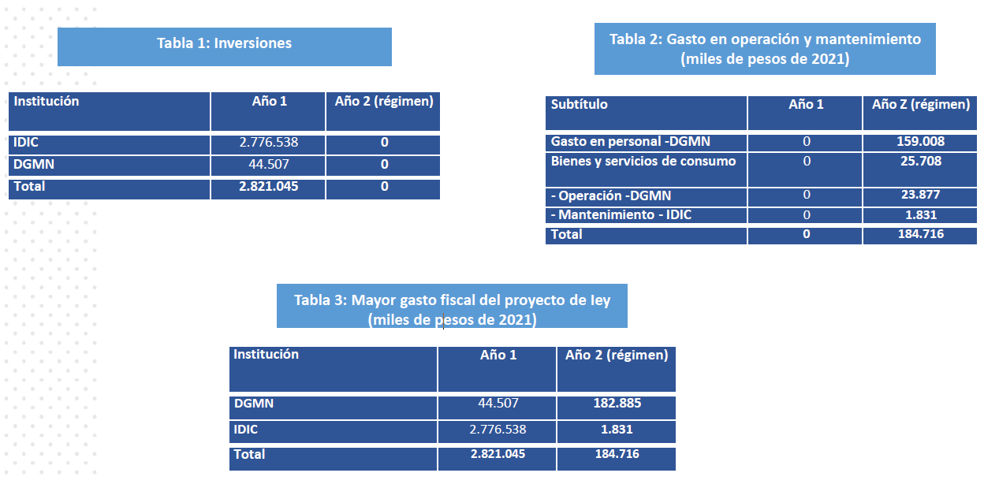 Tabla 1: Inversiones
Institución Año 1 Año 2 (régimen)
IDIC 2.776.538 0
DGMN 44.507 0
Total 2.821.045 0
Tabla 2: Gasto en operación y mantenimiento
(miles de pesos de 2021)
Subtítulo Año 1 Año Z (régimen)
Gasto en personal -DGMN 0 159.008
Bienes y servicios de consumo 0 25.708
- Operación -DGMN 0 23.877
- Mantenimiento - IDIC 0 1.831
Total 0 184.716
Tabla 3: Mayor gasto fiscal del proyecto de Iey
(miles de pesos de 2021)
Institución Año 1 Año 2 (régimen)
DGMN 44.507 182.885
IDIC 2.776.538 1.831
Total 2.821.045 184.716